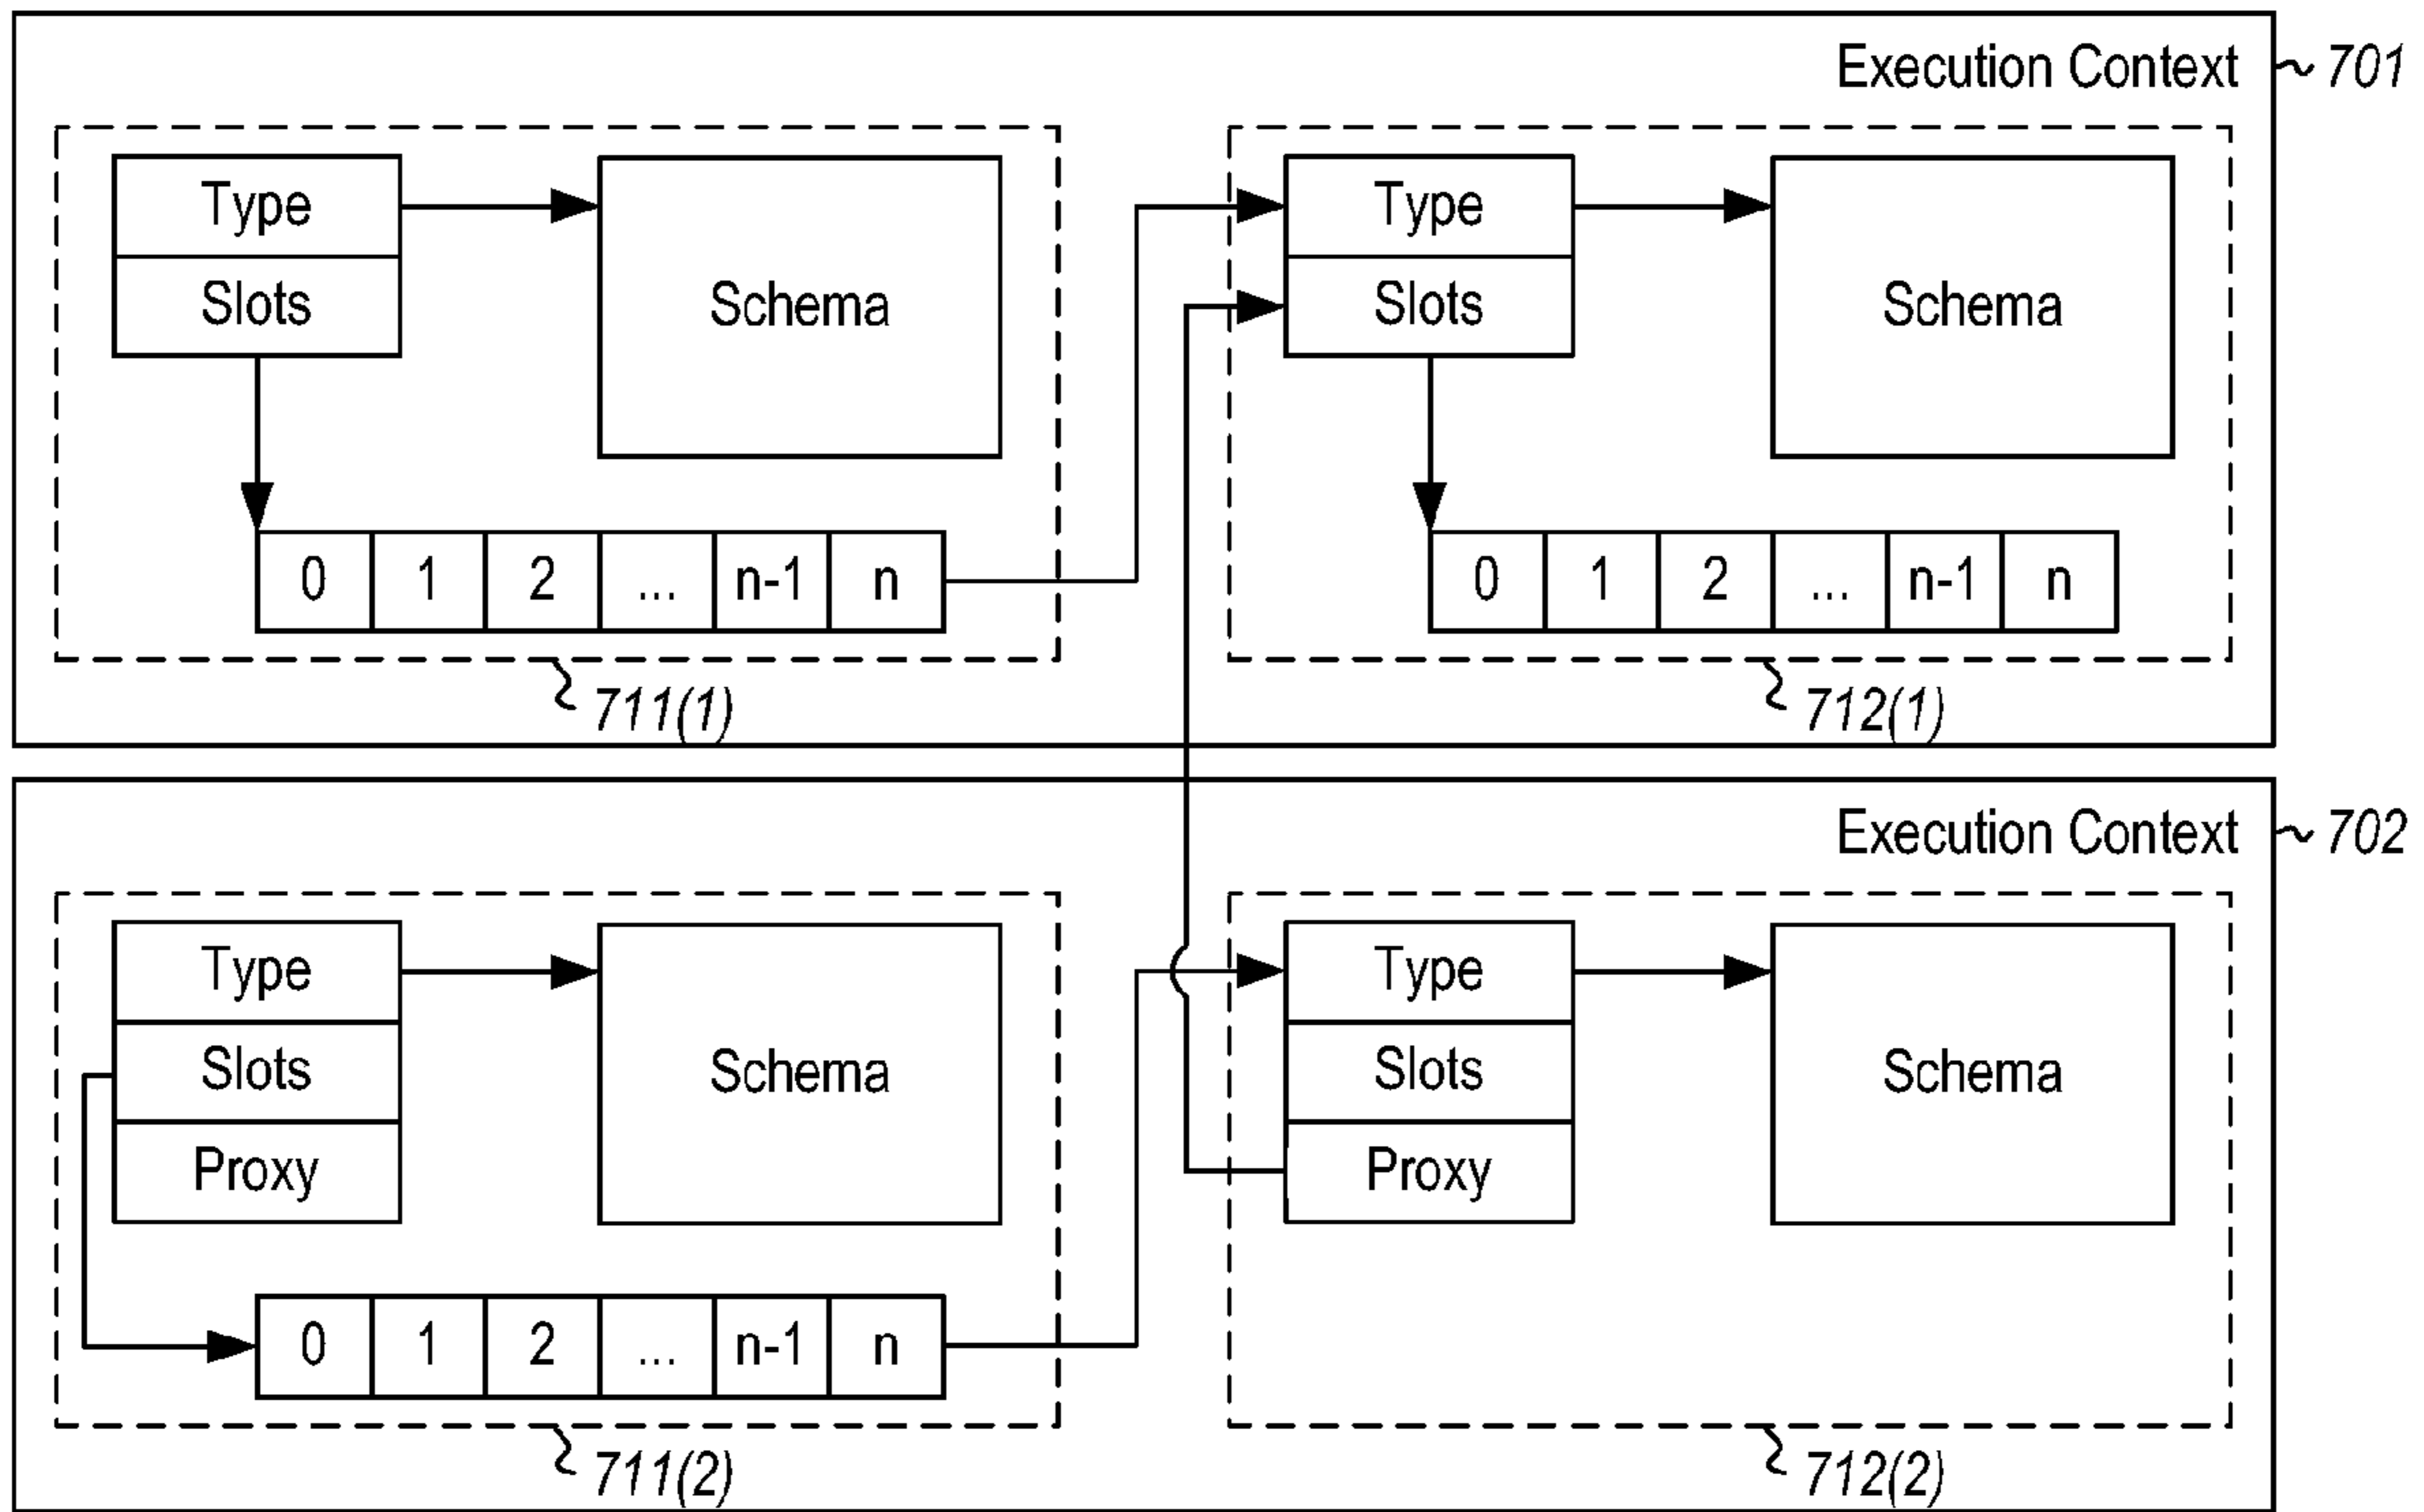 Execution Context
701
Type
Slots
Schema
0 1 2 ... n-1 n
711(1)
Type
Slots
Schema
0 1 2 ... n-1 n
712(1)
Execution Context
702
Type
Slots
Proxy
Schema
0 1 2 ... n-1 n
711(2)
Type
Slots
Proxy
Schema
712(2)